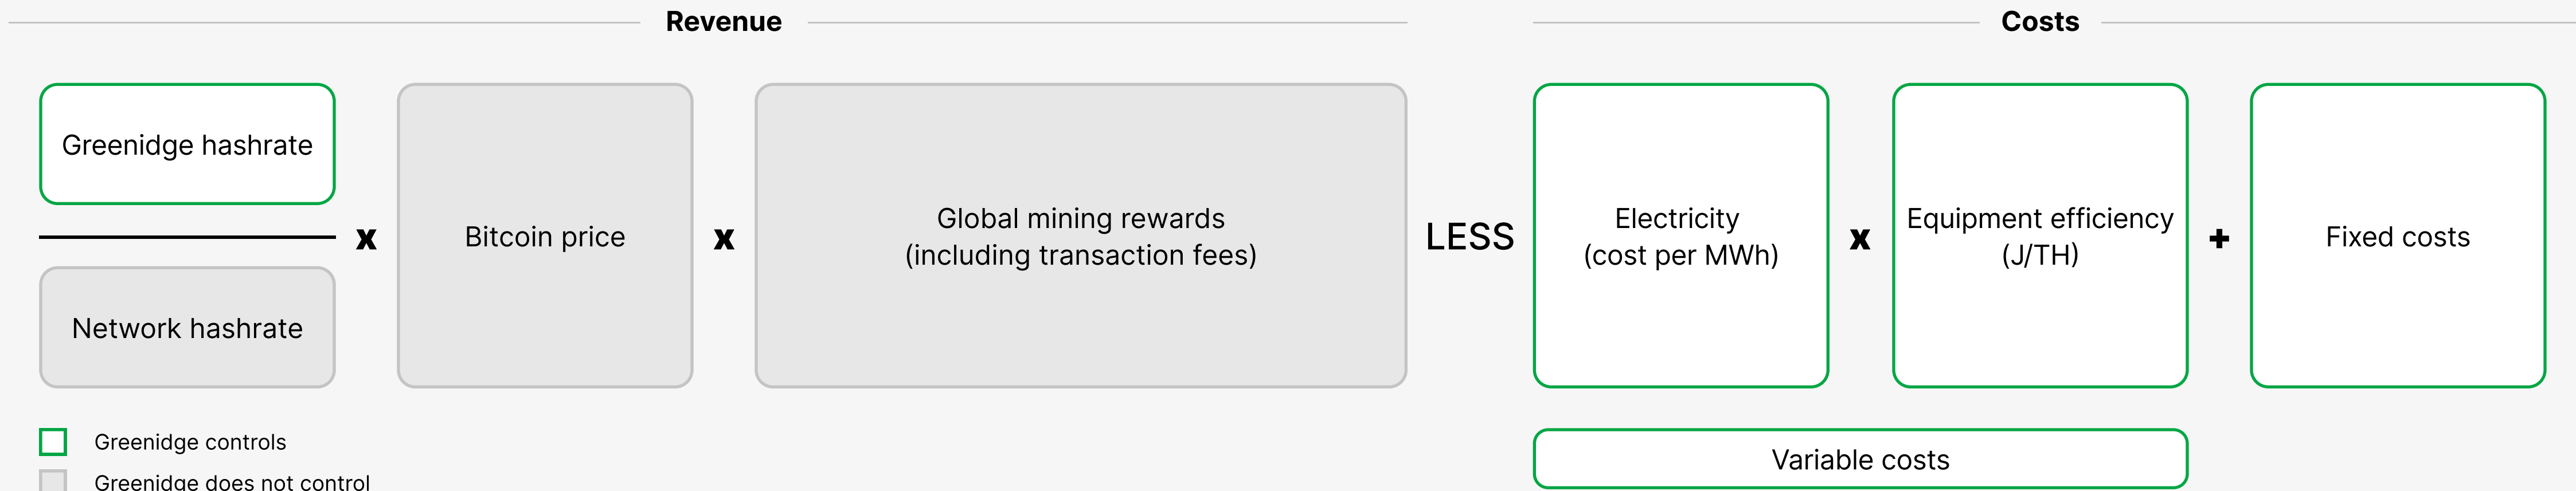 Revenue
Costs
Greenidge hashrate
Network hashrate
x
Bitcoin price
x
Global mining rewards
(including transaction fees)
LESS
Electricity
(cost per MWh)
x
Equipment efficiency
(J/TH)
+
Fixed costs
Variable costs
Greenidge controls
Greenidge does not control